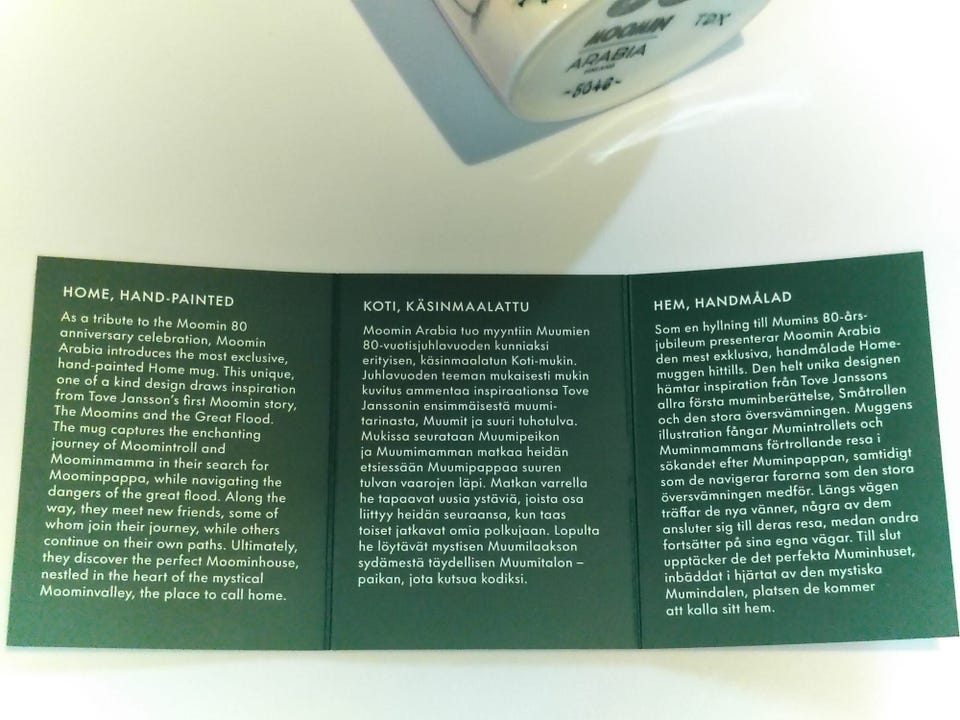 MOOMIN
ARABIA
FINLAND
~5046~
TDX
HOME, HAND-PAINTED
As a tribute to the Moomin 80
anniversary celebration, Moomin
Arabia introduces the most exclusive,
hand-painted Home mug. This unique,
one of a kind design draws inspiration
from Tove Jansson's first Moomin story,
The Moomins and the Great Flood.
The mug captures the enchanting
journey of Moomintroll and
Moominmamma in their search for
Moominpappa, while navigating the
dangers of the great flood. Along the
way, they meet new friends, some of
whom join their journey, while others
continue on their own paths. Ultimately,
they discover the perfect Moominhouse,
nestled in the heart of the mystical
Moominvalley, the place to call home.
KOTI, KÄSINMAALATTU
Moomin Arabia tuo myyntiin Muumien
80-vuotisjuhlavuoden kunniaksi
erityisen, käsinmaalatun Koti-mukin.
Juhlavuoden teeman mukaisesti mukin
kuvitus ammentaa inspiraationsa Tove
Janssonin ensimmäisestä muumi-
tarinasta, Muumit ja suuri tuhotulva.
Mukissa seurataan Muumipeikon
ja Muumimamman matkaa heidän
etsiessään Muumipappaa suuren
tulvan vaarojen läpi. Matkan varrella
he tapaavat uusia ystäviä, joista osa
liittyy heidän seuraansa, kun taas
toiset jatkavat omia polkujaan. Lopulta
he löytävät mystisen Muumilaakson
sydämestä täydellisen Muumitalon –
paikan, jota kutsua kodiksi.
HEM, HANDMÅLAD
Som en hyllning till Mumins 80-års-
jubileum presenterar Moomin Arabia
den mest exklusiva, handmålade Home-
muggen hittills. Den helt unika designen
hämtar inspiration från Tove Janssons
allra första muminberättelse, Småtrollen
och den stora översvämningen. Muggens
illustration fångar Mumintrollets och
Muminmammans förtrollande resa i
sökandet efter Muminpappan, samtidigt
som de navigerar farorna som den stora
översvämningen medför. Längs vägen
träffar de nya vänner, några av dem
ansluter sig till deras resa, medan andra
fortsätter på sina egna vägar. Till slut
upptäcker de det perfekta Muminhuset,
inbäddat i hjärtat av den mystiska
Mumindalen, platsen de kommer
att kalla sitt hem.